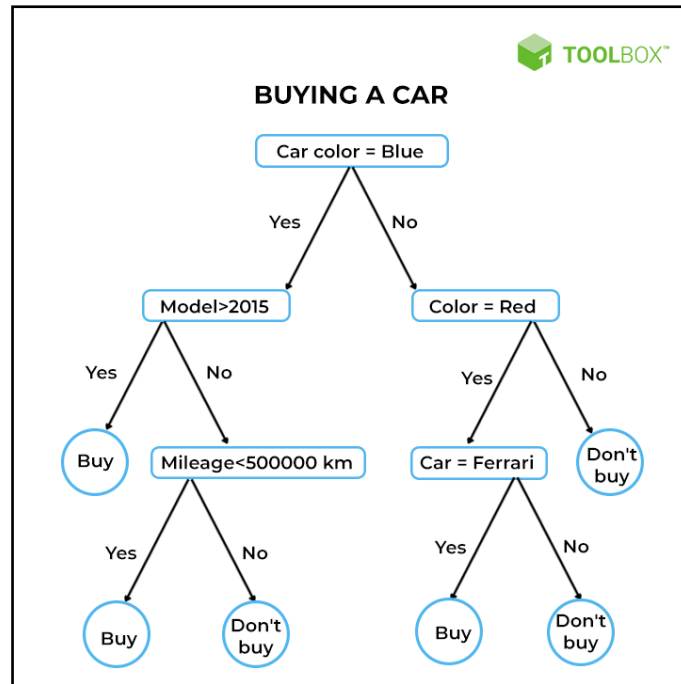 TOOLBOX™
BUYING A CAR
Car color = Blue
Yes
No
Model>2015
Color = Red
Yes
No
Yes
No
Buy
Mileage<500000 km
Car = Ferrari
Don't
buy
Yes
No
Yes
No
Buy
Don't
buy
Buy
Don't
buy